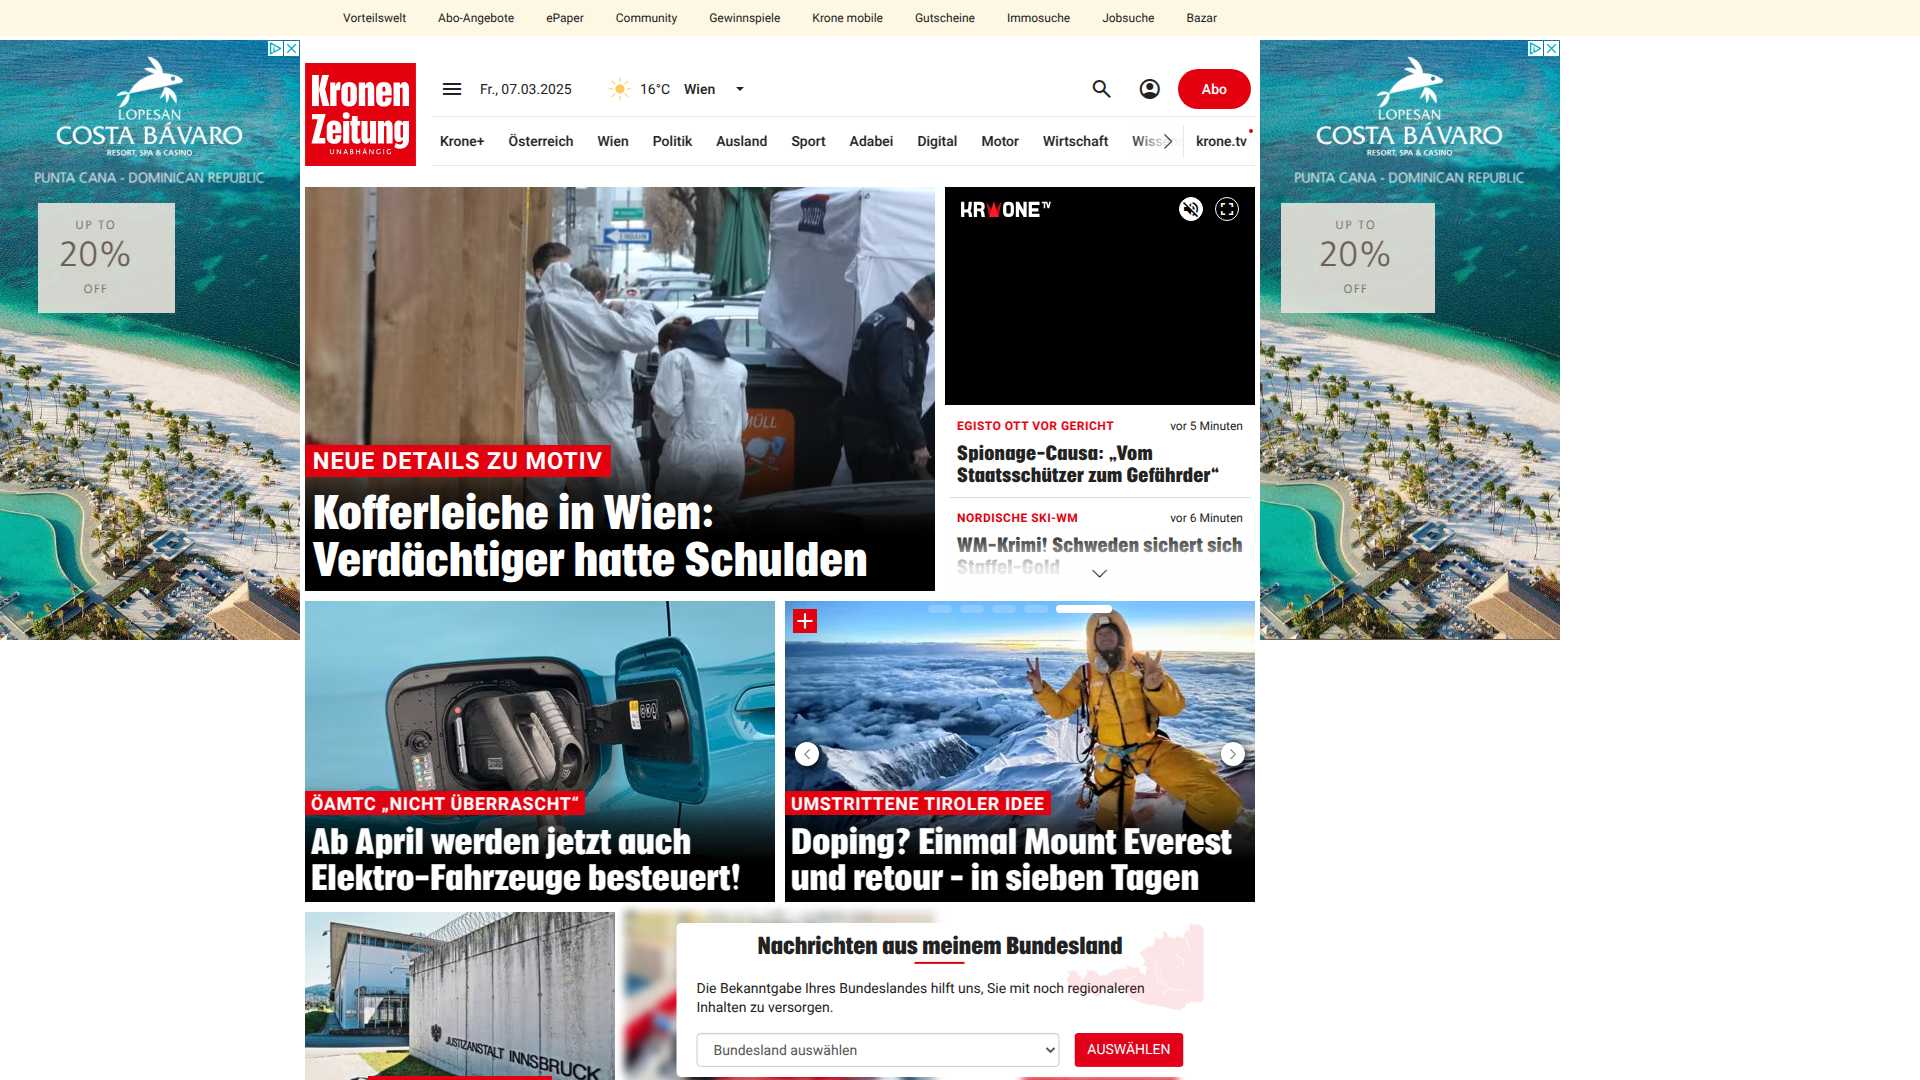 Vorteilswelt Abo-Angebote ePaper Community Gewinnspiele Krone mobile Gutscheine Immosuche Jobsuche Bazar
LOPESAN
COSTA BÁVARO
RESORT, SPA & CASINO
PUNTA CANA - DOMINICAN REPUBLIC
UP TO
20%
OFF
Kronen
Zeitung
UNABHÄNGIG
Fr., 07.03.2025 16°C Wien
Abo
Krone+ Österreich Wien Politik Ausland Sport Adabei Digital Motor Wirtschaft Wiss krone.tv
MÜLL
NEUE DETAILS ZU MOTIV
Kofferleiche in Wien:
Verdächtiger hatte Schulden
KRONE TV
EGISTO OTT VOR GERICHT vor 5 Minuten
Spionage-Causa: „Vom
Staatsschützer zum Gefährder“
NORDISCHE SKI-WM vor 6 Minuten
WM-Krimi! Schweden sichert sich
Staffel-Gold
LOPESAN
COSTA BÁVARO
RESORT, SPA & CASINO
PUNTA CANA - DOMINICAN REPUBLIC
UP TO
20%
OFF
ÖAMTC „NICHT ÜBERRASCHT“
Ab April werden jetzt auch
Elektro-Fahrzeuge besteuert!
UMSTRITTENE TIROLER IDEE
Doping? Einmal Mount Everest
und retour – in sieben Tagen
JUSTIZANSTALT INNSBRUCK
Nachrichten aus meinem Bundesland
Die Bekanntgabe Ihres Bundeslandes hilft uns, Sie mit noch regionaleren
Inhalten zu versorgen.
Bundesland auswählen
AUSWÄHLEN